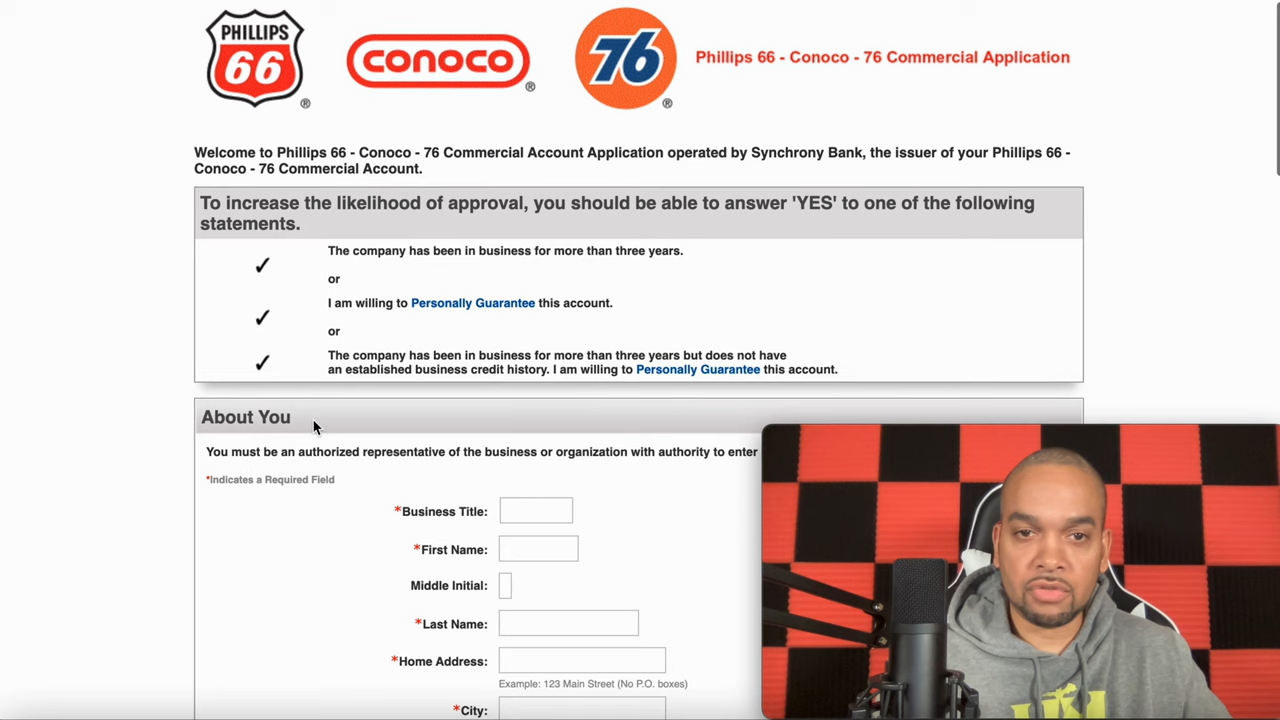 PHILLIPS
66
®
conoco
®
76
®
Phillips 66 - Conoco - 76 Commercial Application
Welcome to Phillips 66 - Conoco - 76 Commercial Account Application operated by Synchrony Bank, the issuer of your Phillips 66 -
Conoco - 76 Commercial Account.
To increase the likelihood of approval, you should be able to answer 'YES' to one of the following
statements.
✓ The company has been in business for more than three years.
or
✓ I am willing to Personally Guarantee this account.
or
✓ The company has been in business for more than three years but does not have
an established business credit history. I am willing to Personally Guarantee this account.
About You
You must be an authorized representative of the business or organization with authority to enter
*Indicates a Required Field
*Business Title:
*First Name:
Middle Initial:
*Last Name:
*Home Address:
Example: 123 Main Street (No P.O. boxes)
*City: